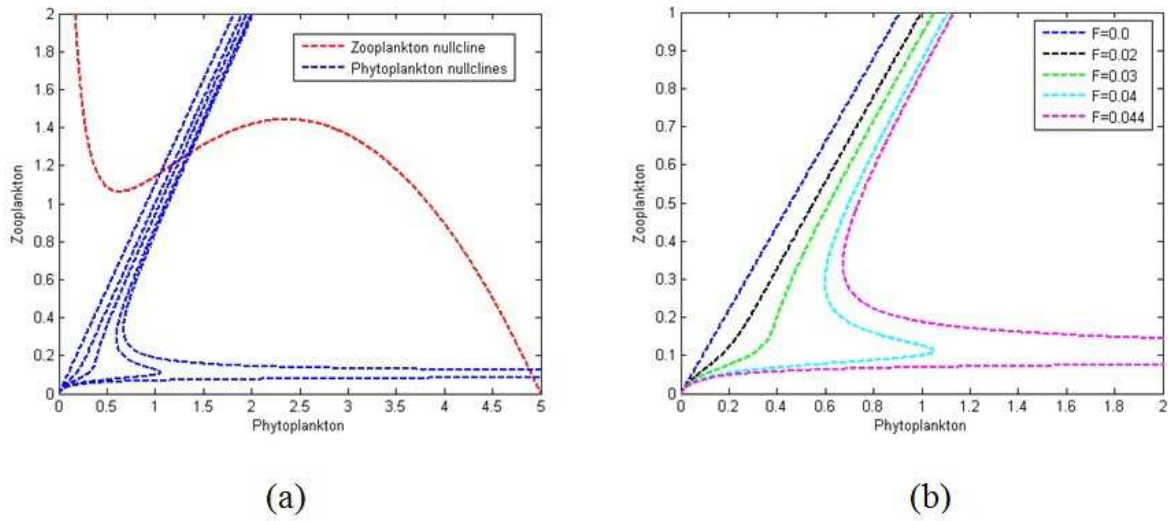 2
1.8
1.6
1.4
1.2
1
0.8
0.6
0.4
0.2
0
Zooplankton
Zooplankton nullcline
Phytoplankton nullclines
0 0.5 1 1.5 2 2.5 3 3.5 4 4.5 5
Phytoplankton
(a)
1
0.9
0.8
0.7
0.6
0.5
0.4
0.3
0.2
0.1
0
Zooplankton
F=0.0
F=0.02
F=0.03
F=0.04
F=0.044
0 0.2 0.4 0.6 0.8 1 1.2 1.4 1.6 1.8 2
Phytoplankton
(b)